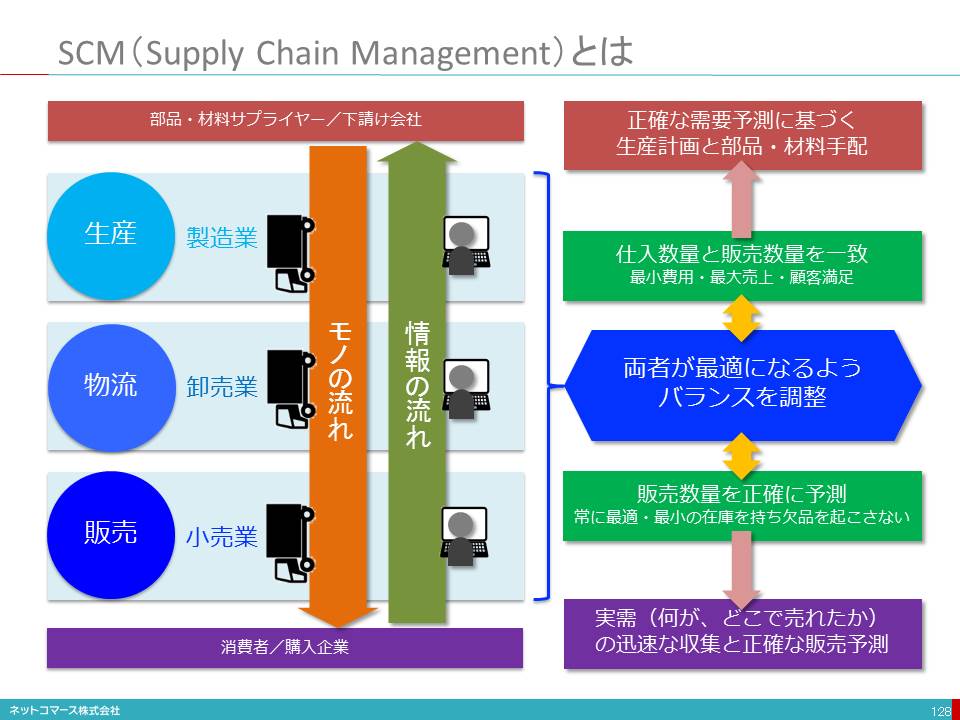 SCM（Supply Chain Management）とは
部品・材料サプライヤー／下請け会社
生産
製造業
物流
卸売業
販売
小売業
モノの流れ
情報の流れ
消費者／購入企業
正確な需要予測に基づく
生産計画と部品・材料手配
仕入数量と販売数量を一致
最小費用・最大売上・顧客満足
両者が最適になるよう
バランスを調整
販売数量を正確に予測
常に最適・最小の在庫を持ち欠品を起こさない
実需（何が、どこで売れたか）
の迅速な収集と正確な販売予測
ネットコマース株式会社
128